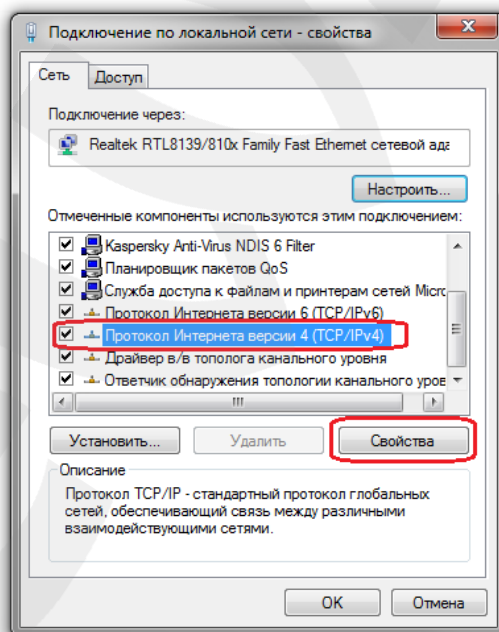 Подключение по локальной сети - свойства
Сеть Доступ
Подключение через:
Realtek RTL8139/810x Family Fast Ethernet сетевой ада
Настроить...
Отмеченные компоненты используются этим подключением:
Kaspersky Anti-Virus NDIS 6 Filter
Планировщик пакетов QoS
Служба доступа к файлам и принтерам сетей Micro
Протокол Интернета версии 6 (TCP/IPv6)
Протокол Интернета версии 4 (TCP/IPv4)
Драйвер в/в тополога канального уровня
Ответчик обнаружения топологии канального уров
Установить... Удалить Свойства
Описание
Протокол TCP/IP - стандартный протокол глобальных
сетей, обеспечивающий связь между различными
взаимодействующими сетями.
OK Отмена